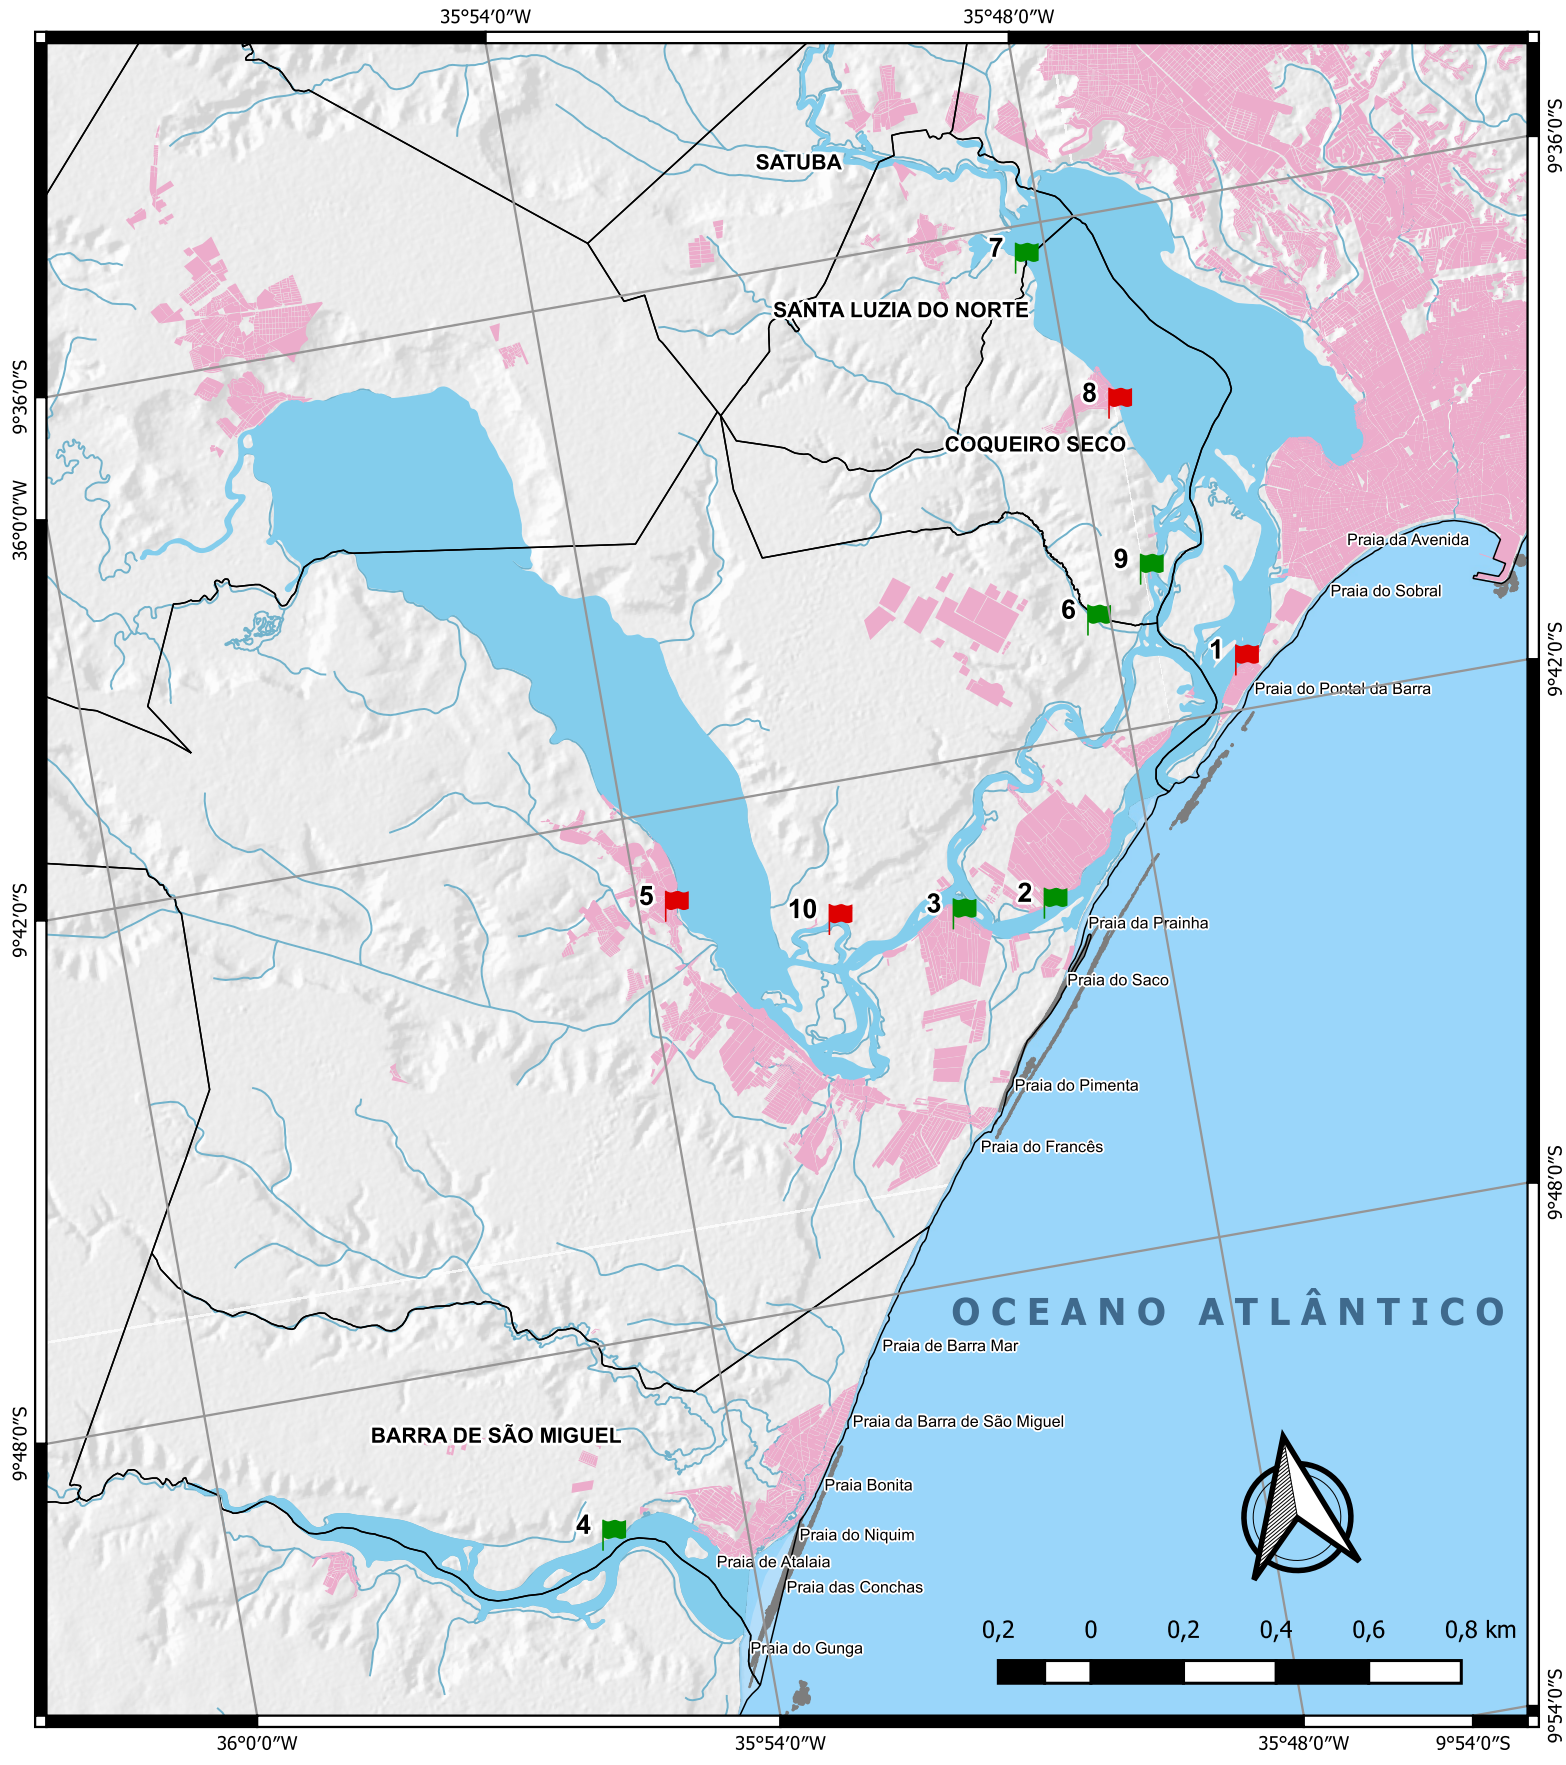 35°54′0″W
35°48′0″W
9°36′0″S
SATUBA
7
SANTA LUZIA DO NORTE
9°36′0″S
8
COQUEIRO SECO
36°0′0″W
Praia da Avenida
9
Praia do Sobral
6
1
9°42′0″S
Praia do Pontal da Barra
5
10
3
2
9°42′0″S
Praia da Prainha
Praia do Saco
Praia do Pimenta
Praia do Francês
9°48′0″S
OCEANO ATLÂNTICO
Praia de Barra Mar
Praia da Barra de São Miguel
BARRA DE SÃO MIGUEL
9°48′0″S
Praia Bonita
4
Praia do Niquim
Praia de Atalaia
Praia das Conchas
0,2 0 0,2 0,4 0,6 0,8 km
Praia do Gunga
9°54′0″S
36°0′0″W
35°54′0″W
35°48′0″W
9°54′0″S